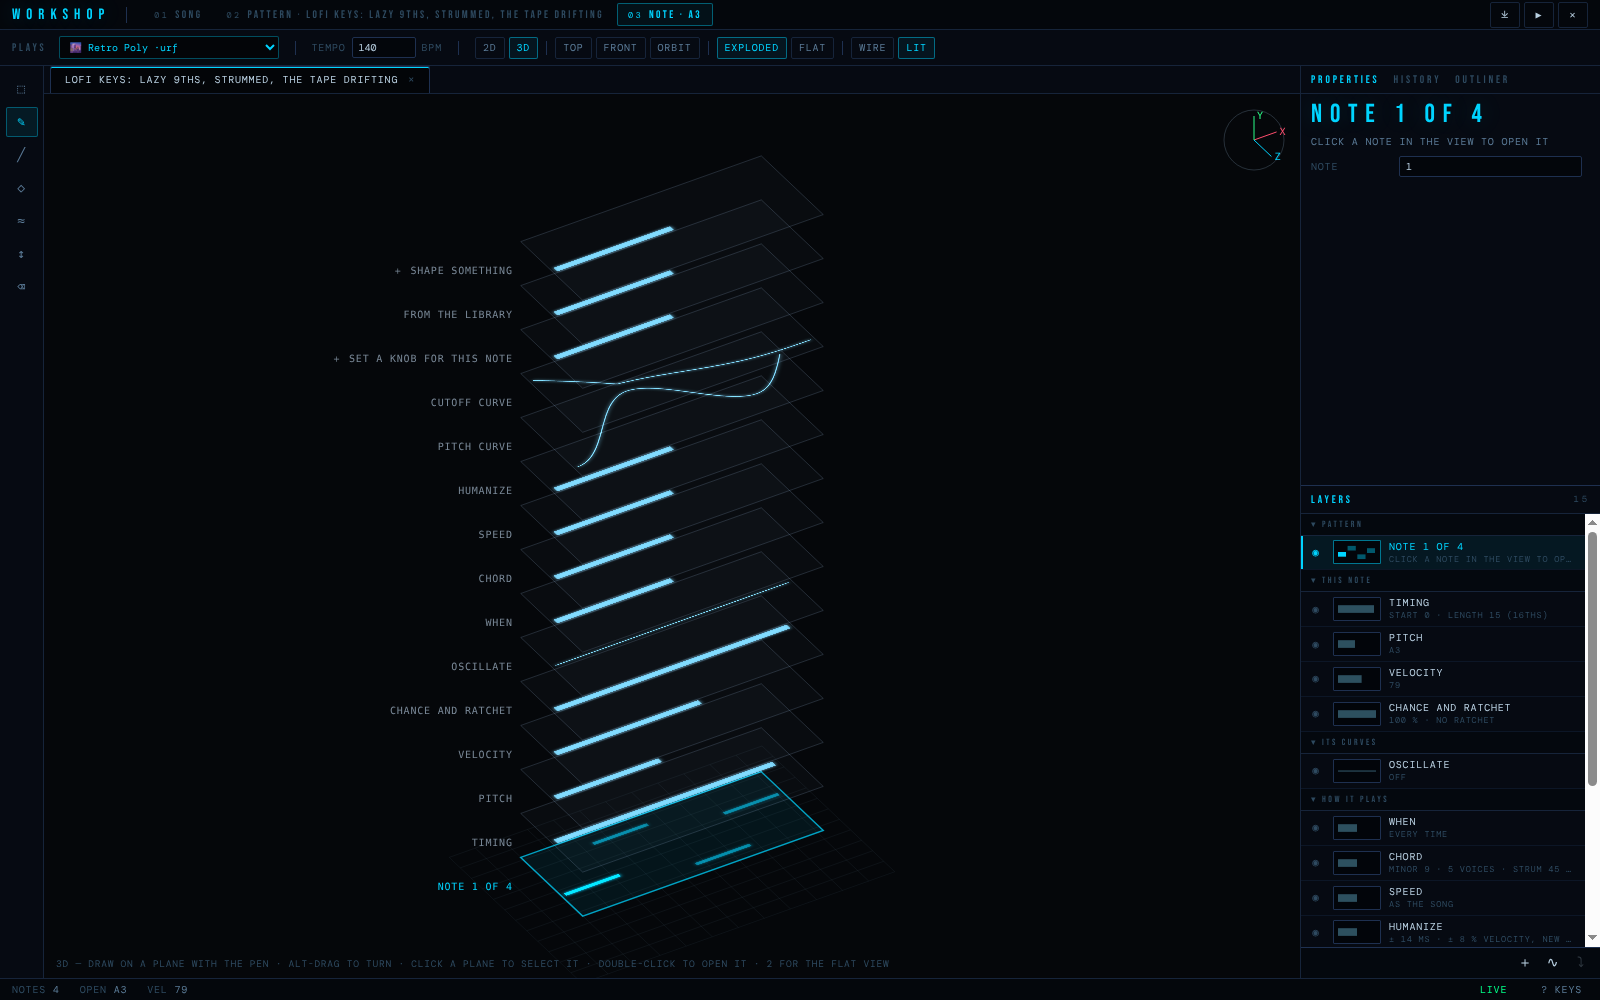 WORKSHOP
01 SONG
02 PATTERN · LOFI KEYS: LAZY 9THS, STRUMMED, THE TAPE DRIFTING
03 NOTE · A3
PLAYS
Retro Poly ·urf
TEMPO 140 BPM
2D 3D TOP FRONT ORBIT EXPLODED FLAT WIRE LIT
LOFI KEYS: LAZY 9THS, STRUMMED, THE TAPE DRIFTING ×
Y
X
Z
+ SHAPE SOMETHING
FROM THE LIBRARY
+ SET A KNOB FOR THIS NOTE
CUTOFF CURVE
PITCH CURVE
HUMANIZE
SPEED
CHORD
WHEN
OSCILLATE
CHANCE AND RATCHET
VELOCITY
PITCH
TIMING
NOTE 1 OF 4
3D — DRAW ON A PLANE WITH THE PEN · ALT-DRAG TO TURN · CLICK A PLANE TO SELECT IT · DOUBLE-CLICK TO OPEN IT · 2 FOR THE FLAT VIEW
PROPERTIES HISTORY OUTLINER
NOTE 1 OF 4
CLICK A NOTE IN THE VIEW TO OPEN IT
NOTE 1
LAYERS 15
▾ PATTERN
NOTE 1 OF 4
CLICK A NOTE IN THE VIEW TO OP…
▾ THIS NOTE
TIMING
START 0 · LENGTH 15 (16THS)
PITCH
A3
VELOCITY
79
CHANCE AND RATCHET
100 % · NO RATCHET
▾ ITS CURVES
OSCILLATE
OFF
▾ HOW IT PLAYS
WHEN
EVERY TIME
CHORD
MINOR 9 · 5 VOICES · STRUM 45 …
SPEED
AS THE SONG
HUMANIZE
± 14 MS · ± 8 % VELOCITY, NEW …
NOTES 4 OPEN A3 VEL 79
LIVE ? KEYS